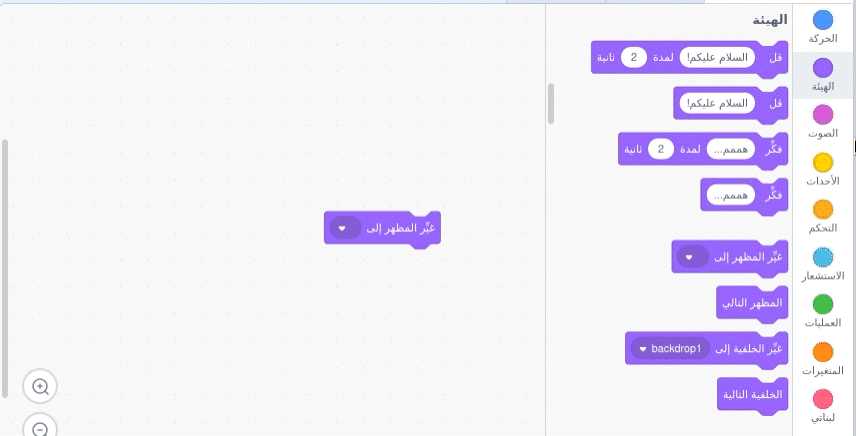 الهيئة
قل السلام عليكم! لمدة 2 ثانية
قل السلام عليكم!
فكِّر هممم... لمدة 2 ثانية
فكِّر هممم...
غيِّر المظهر إلى
المظهر التالي
غيِّر الخلفية إلى backdrop1
الخلفية التالية
الحركة
الهيئة
الصوت
الأحداث
التحكم
الاستشعار
العمليات
المتغيرات
لبناتي
غيِّر المظهر إلى